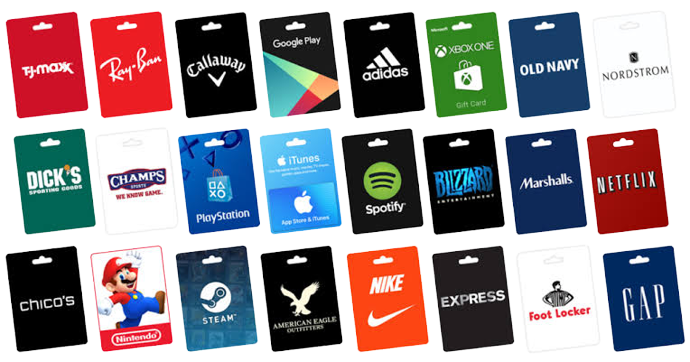 T.J.maxx
Ray-Ban
Callaway
Google Play
adidas
Microsoft
XBOX ONE
Gift Card
OLD NAVY
N
NORDSTROM
DICK'S
SPORTING GOODS
CHAMPS
SPORTS
WE KNOW GAME.
PlayStation
iTunes
App Store & iTunes
Spotify
BLIZZARD
ENTERTAINMENT
Marshalls
NETFLIX
chico's
Nintendo
STEAM™
AMERICAN EAGLE
OUTFITTERS
NIKE
EXPRESS
Foot Locker
GAP